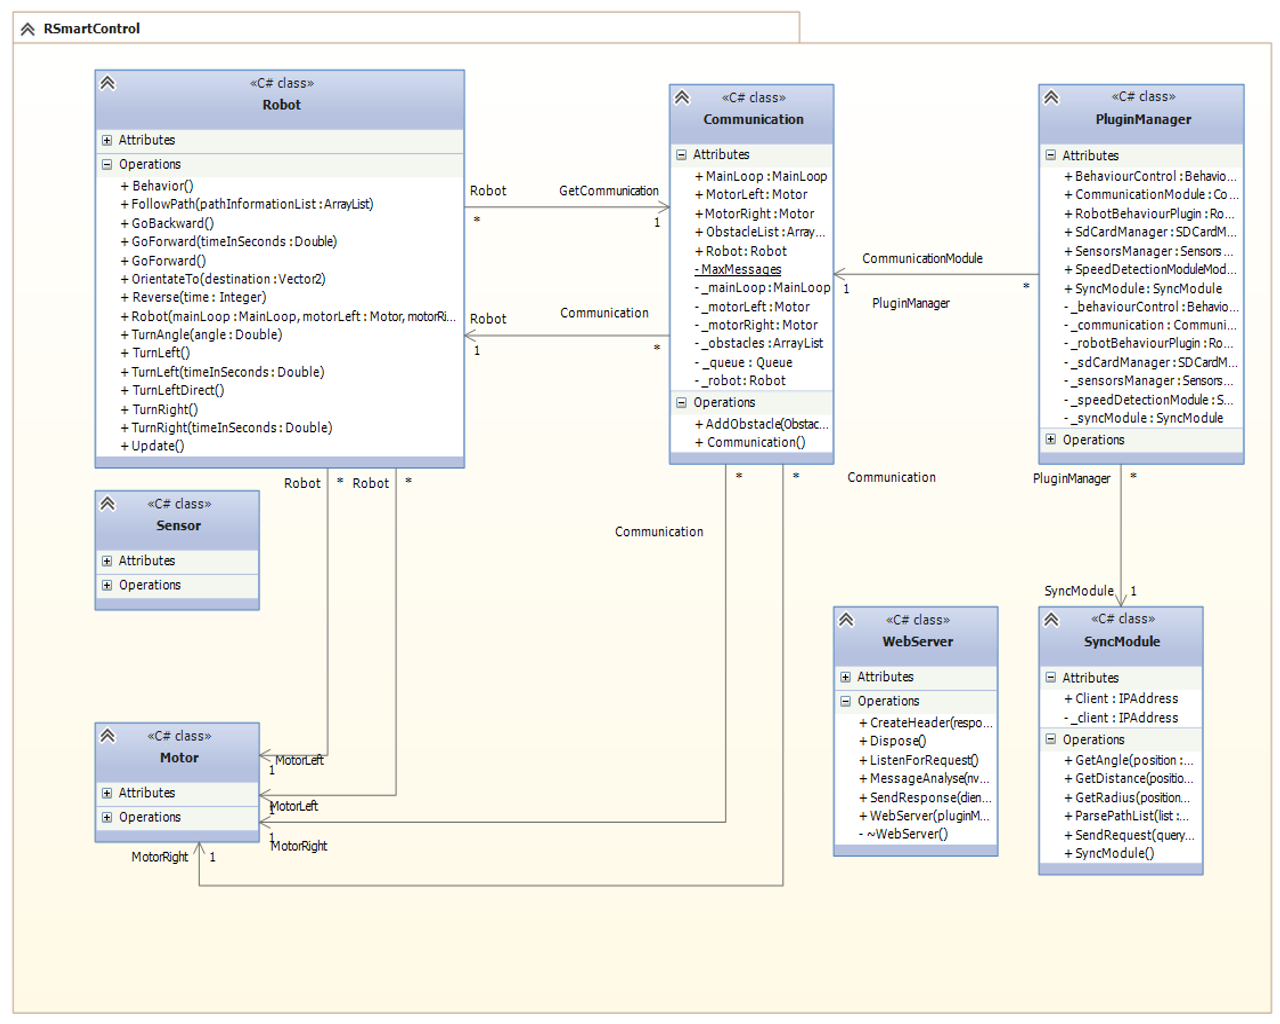 RSmartControl
«C# class»
Robot
Attributes
Operations
+ Behavior()
+ FollowPath(pathInformationList : ArrayList)
+ GoBackward()
+ GoForward(timeInSeconds : Double)
+ GoForward()
+ OrientateTo(destination : Vector2)
+ Reverse(time : Integer)
+ Robot(mainLoop : MainLoop, motorLeft : Motor, motorRi...
+ TurnAngle(angle : Double)
+ TurnLeft()
+ TurnLeft(timeInSeconds : Double)
+ TurnLeftDirect()
+ TurnRight()
+ TurnRight(timeInSeconds : Double)
+ Update()
Robot
GetCommunication
*
1
Robot
Communication
1
*
«C# class»
Communication
Attributes
+ MainLoop : MainLoop
+ MotorLeft : Motor
+ MotorRight : Motor
+ ObstacleList : Array...
+ Robot : Robot
- MaxMessages
- _mainLoop : MainLoop
- _motorLeft : Motor
- _motorRight : Motor
- _obstacles : ArrayList
- _queue : Queue
- _robot : Robot
Operations
+ AddObstacle(Obstac...
+ Communication()
CommunicationModule
1
*
PluginManager
«C# class»
PluginManager
Attributes
+ BehaviourControl : Behavio...
+ CommunicationModule : Co...
+ RobotBehaviourPlugin : Ro...
+ SdCardManager : SDCardM...
+ SensorsManager : Sensors...
+ SpeedDetectionModuleMod...
+ SyncModule : SyncModule
- _behaviourControl : Behavio...
- _communication : Communi...
- _robotBehaviourPlugin : Ro...
- _sdCardManager : SDCardM...
- _sensorsManager : Sensors...
- _speedDetectionModule : S...
- _syncModule : SyncModule
Operations
Robot * Robot *
* * Communication
PluginManager *
Communication
«C# class»
Sensor
Attributes
Operations
SyncModule 1
«C# class»
Motor
Attributes
Operations
MotorLeft
1
MotorLeft
1
1
MotorRight
MotorRight 1
«C# class»
WebServer
Attributes
Operations
+ CreateHeader(respo...
+ Dispose()
+ ListenForRequest()
+ MessageAnalyse(nv...
+ SendResponse(clien...
+ WebServer(pluginM...
- ~WebServer()
«C# class»
SyncModule
Attributes
+ Client : IPAddress
- _client : IPAddress
Operations
+ GetAngle(position :...
+ GetDistance(positio...
+ GetRadius(position...
+ ParsePathList(list :...
+ SendRequest(query...
+ SyncModule()